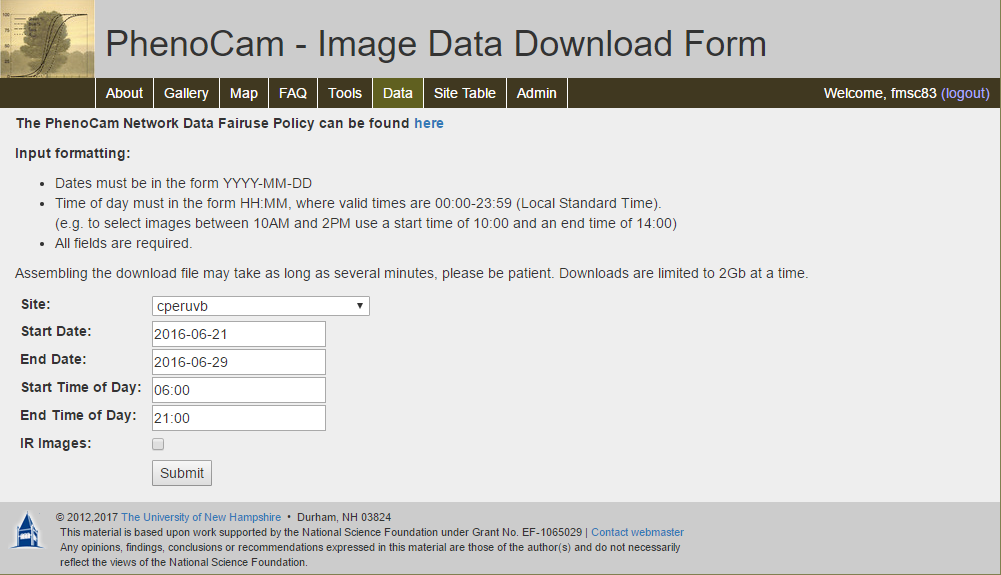 PhenoCam - Image Data Download Form
About Gallery Map FAQ Tools Data Site Table Admin Welcome, fmsc83 (logout)
The PhenoCam Network Data Fairuse Policy can be found here
Input formatting:
• Dates must be in the form YYYY-MM-DD
• Time of day must in the form HH:MM, where valid times are 00:00-23:59 (Local Standard Time).
(e.g. to select images between 10AM and 2PM use a start time of 10:00 and an end time of 14:00)
• All fields are required.
Assembling the download file may take as long as several minutes, please be patient. Downloads are limited to 2Gb at a time.
Site: cperuvb
Start Date: 2016-06-21
End Date: 2016-06-29
Start Time of Day: 06:00
End Time of Day: 21:00
IR Images:
Submit
© 2012,2017 The University of New Hampshire • Durham, NH 03824
This material is based upon work supported by the National Science Foundation under Grant No. EF-1065029 | Contact webmaster
Any opinions, findings, conclusions or recommendations expressed in this material are those of the author(s) and do not necessarily
reflect the views of the National Science Foundation.